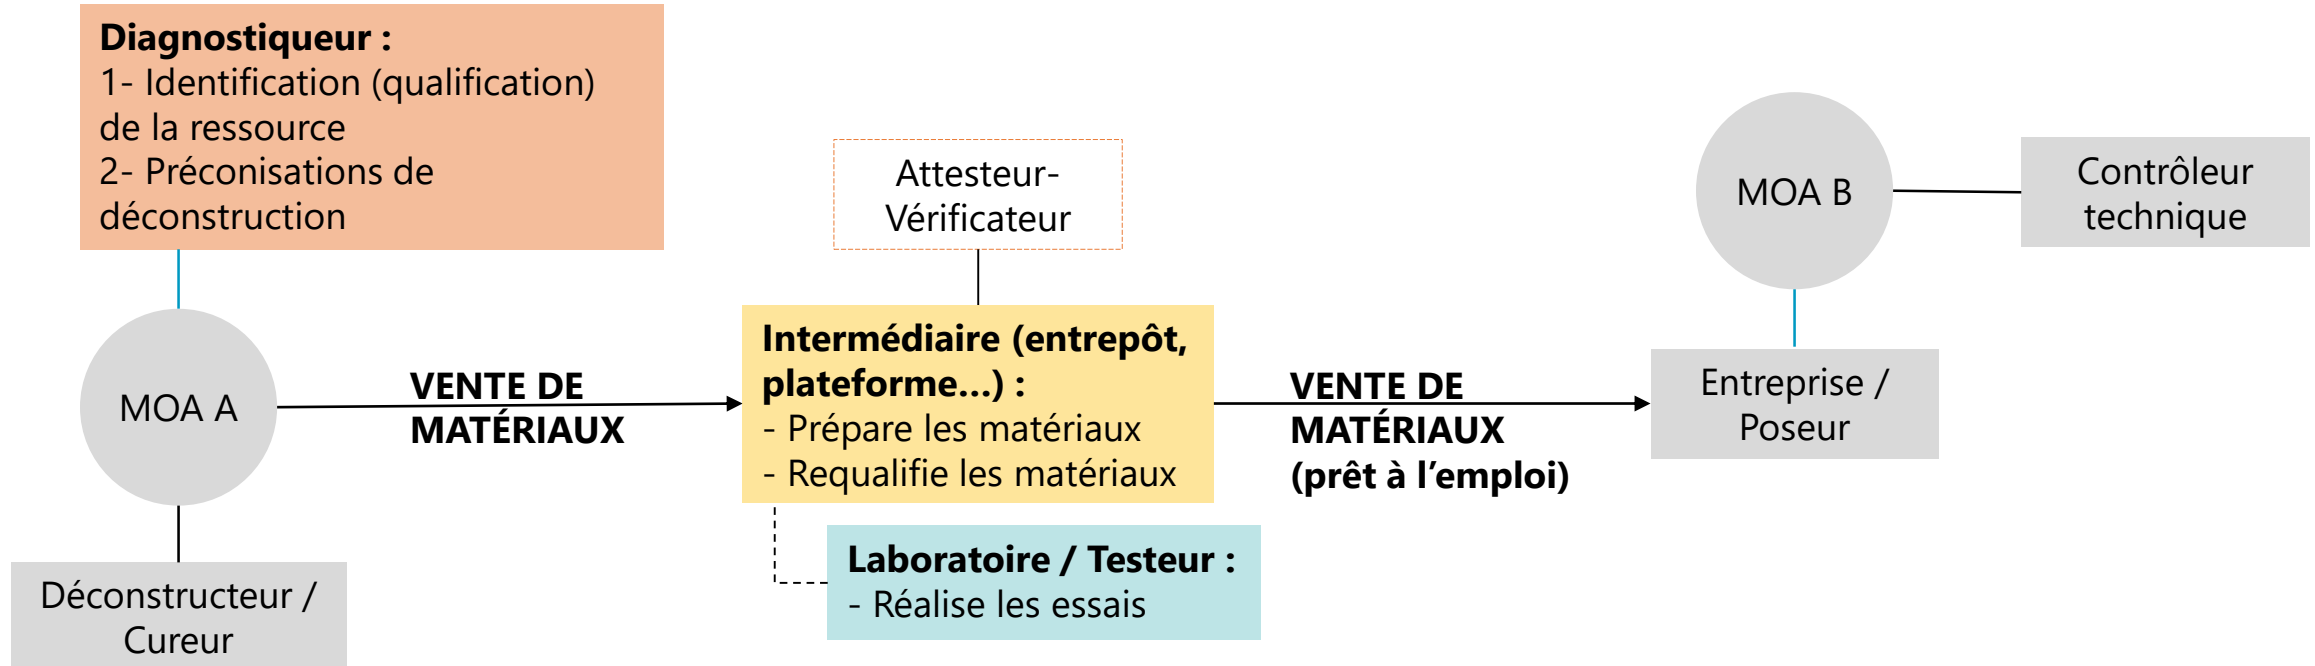 Diagnostiqueur :
1- Identification (qualification)
de la ressource
2- Préconisations de
déconstruction
MOA A
Déconstructeur /
Cureur
VENTE DE
MATÉRIAUX
Attesteur-
Vérificateur
Intermédiaire (entrepôt,
plateforme...) :
- Prépare les matériaux
- Requalifie les matériaux
Laboratoire / Testeur :
- Réalise les essais
VENTE DE
MATÉRIAUX
(prêt à l’emploi)
MOA B
Contrôleur
technique
Entreprise /
Poseur